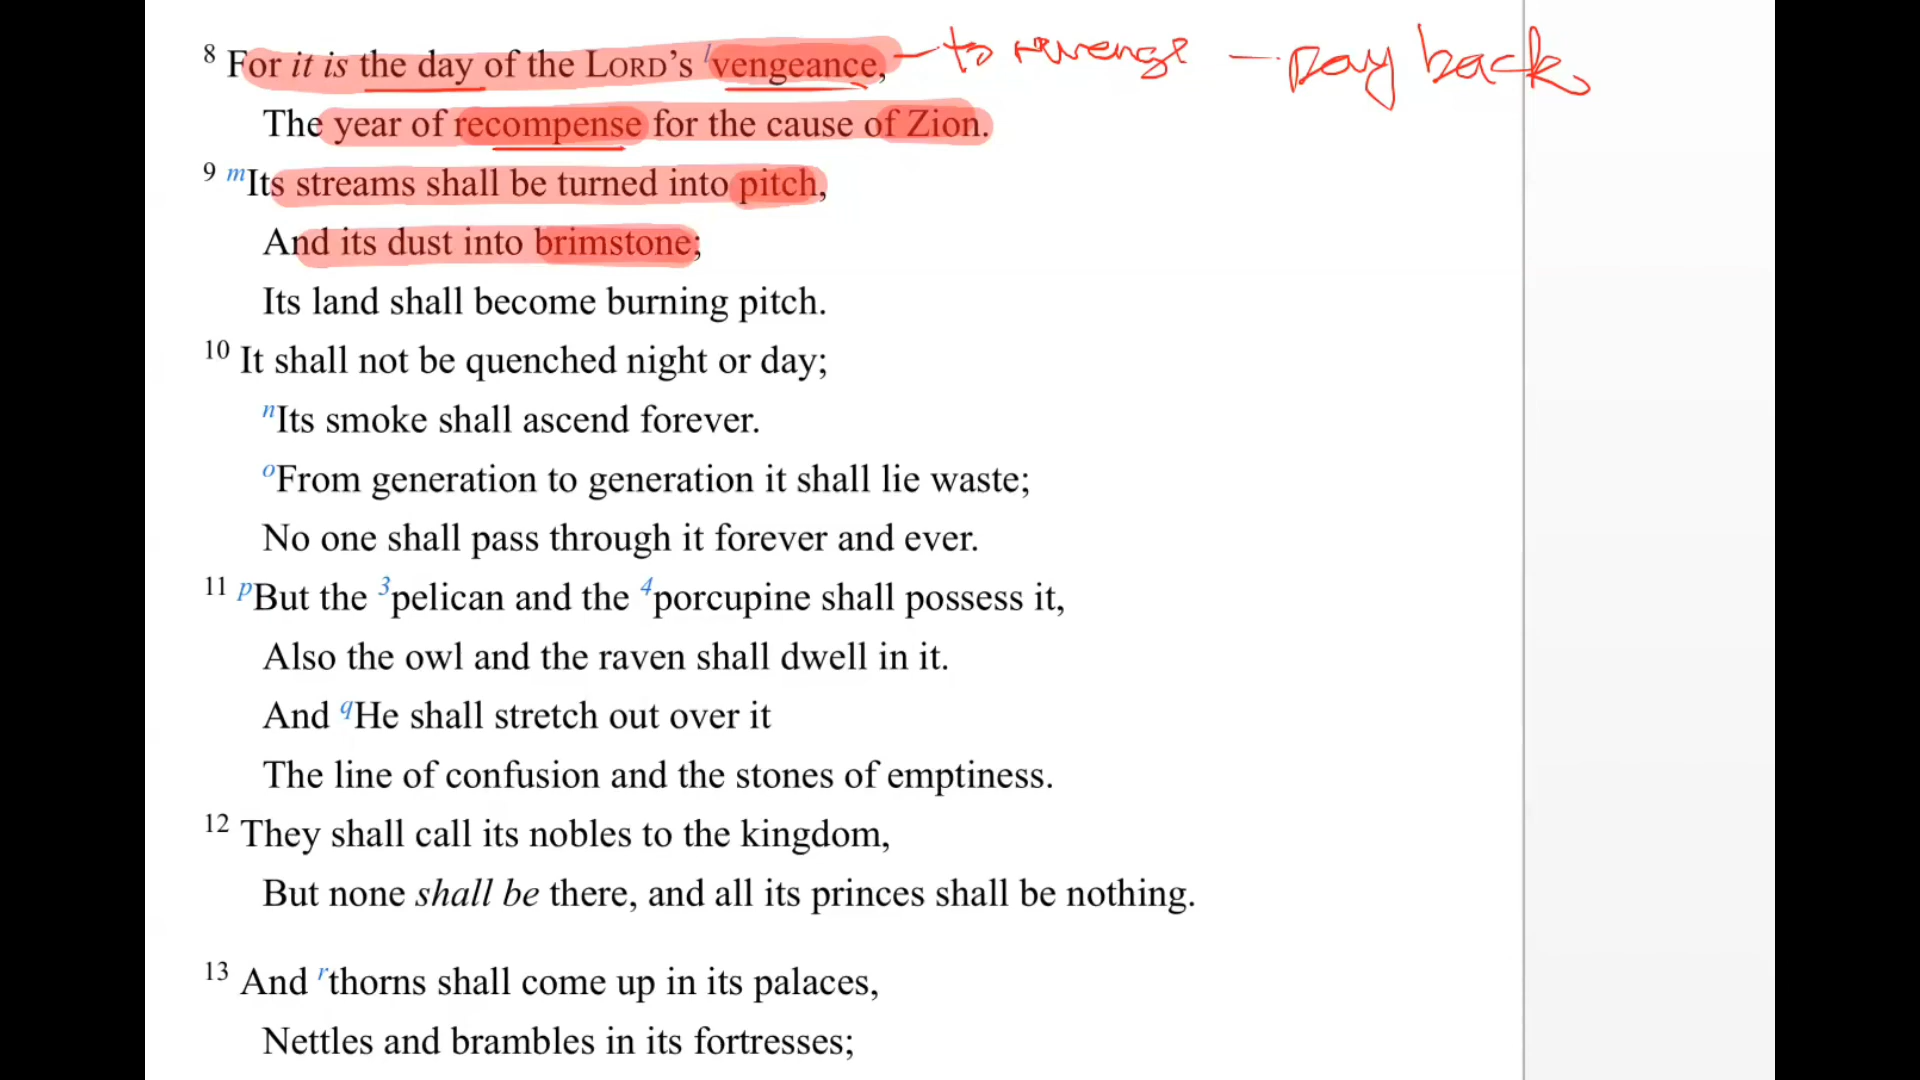 8 For it is the day of the LORD’S l vengeance, – to revenge – pay back
The year of recompense for the cause of Zion.
9 m Its streams shall be turned into pitch,
And its dust into brimstone;
Its land shall become burning pitch.
10 It shall not be quenched night or day;
n Its smoke shall ascend forever.
o From generation to generation it shall lie waste;
No one shall pass through it forever and ever.
11 p But the 3 pelican and the 4 porcupine shall possess it,
Also the owl and the raven shall dwell in it.
And q He shall stretch out over it
The line of confusion and the stones of emptiness.
12 They shall call its nobles to the kingdom,
But none shall be there, and all its princes shall be nothing.
13 And r thorns shall come up in its palaces,
Nettles and brambles in its fortresses;